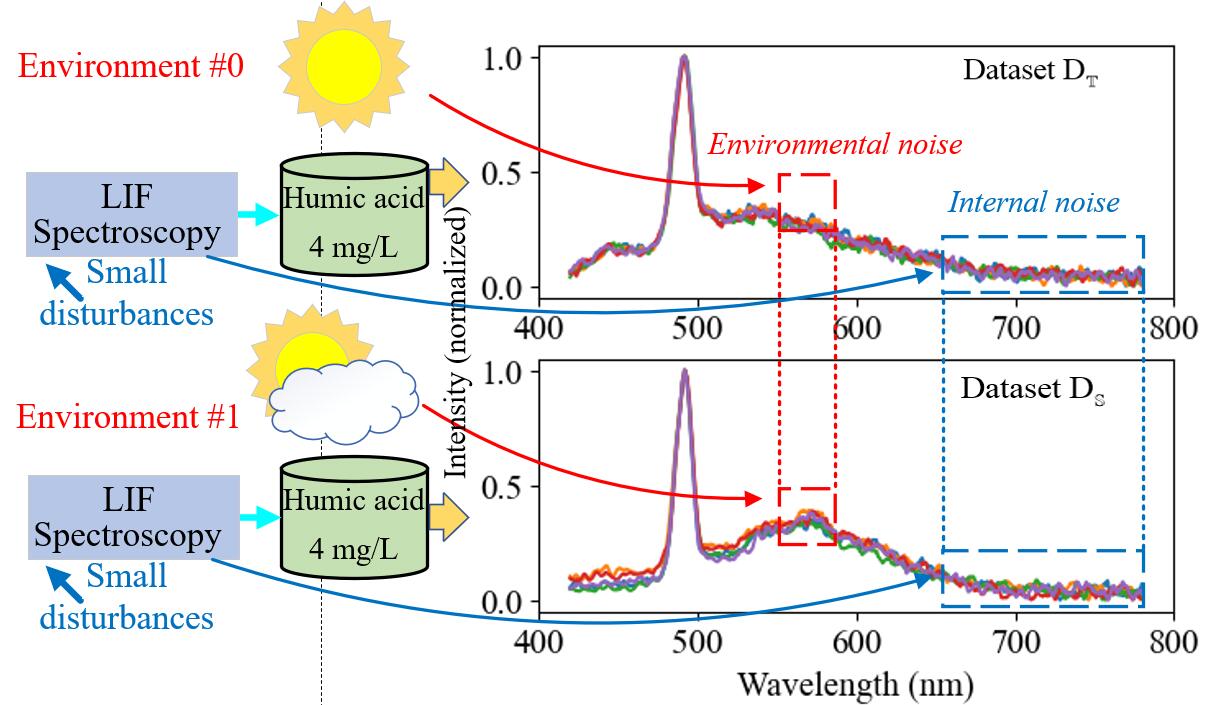 Environment #0
LIF
Spectroscopy
Small
disturbances
Humic acid
4 mg/L
Intensity (normalized)
1.0
0.5
0.0
Dataset D_T
Environmental noise
Internal noise
400 500 600 700 800
Environment #1
LIF
Spectroscopy
Small
disturbances
Humic acid
4 mg/L
1.0
0.5
0.0
Dataset D_S
400 500 600 700 800
Wavelength (nm)